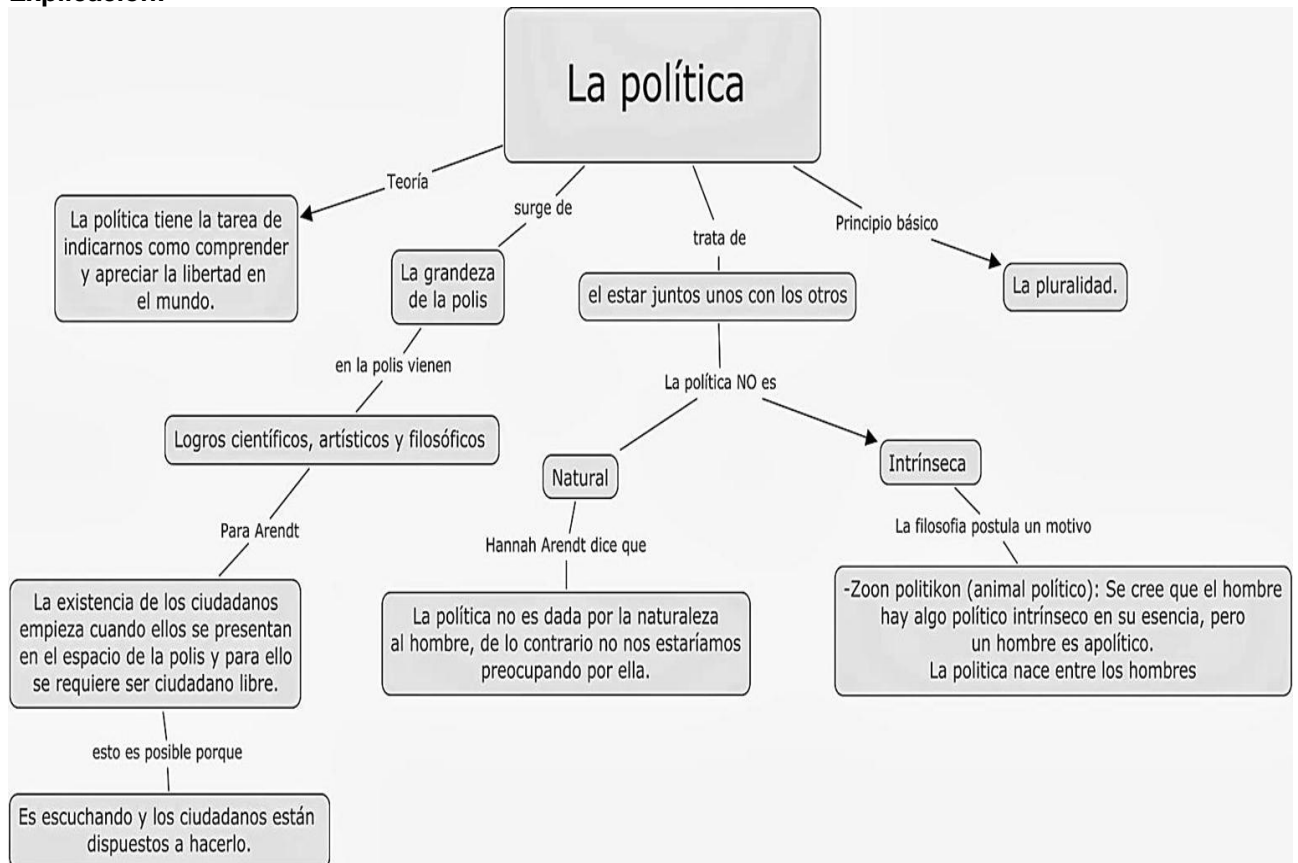 Explicación:
La política
Teoría
La política tiene la tarea de
indicarnos como comprender
y apreciar la libertad en
el mundo.
surge de
La grandeza
de la polis
en la polis vienen
Logros científicos, artísticos y filosóficos
Para Arendt
La existencia de los ciudadanos
empieza cuando ellos se presentan
en el espacio de la polis y para ello
se requiere ser ciudadano libre.
esto es posible porque
Es escuchando y los ciudadanos están
dispuestos a hacerlo.
trata de
el estar juntos unos con los otros
La política NO es
Natural
Hannah Arendt dice que
La política no es dada por la naturaleza
al hombre, de lo contrario no nos estaríamos
preocupando por ella.
Intrínseca
La filosofia postula un motivo
-Zoon politikon (animal político): Se cree que el hombre
hay algo político intrínseco en su esencia, pero
un hombre es apolítico.
La politica nace entre los hombres
Principio básico
La pluralidad.